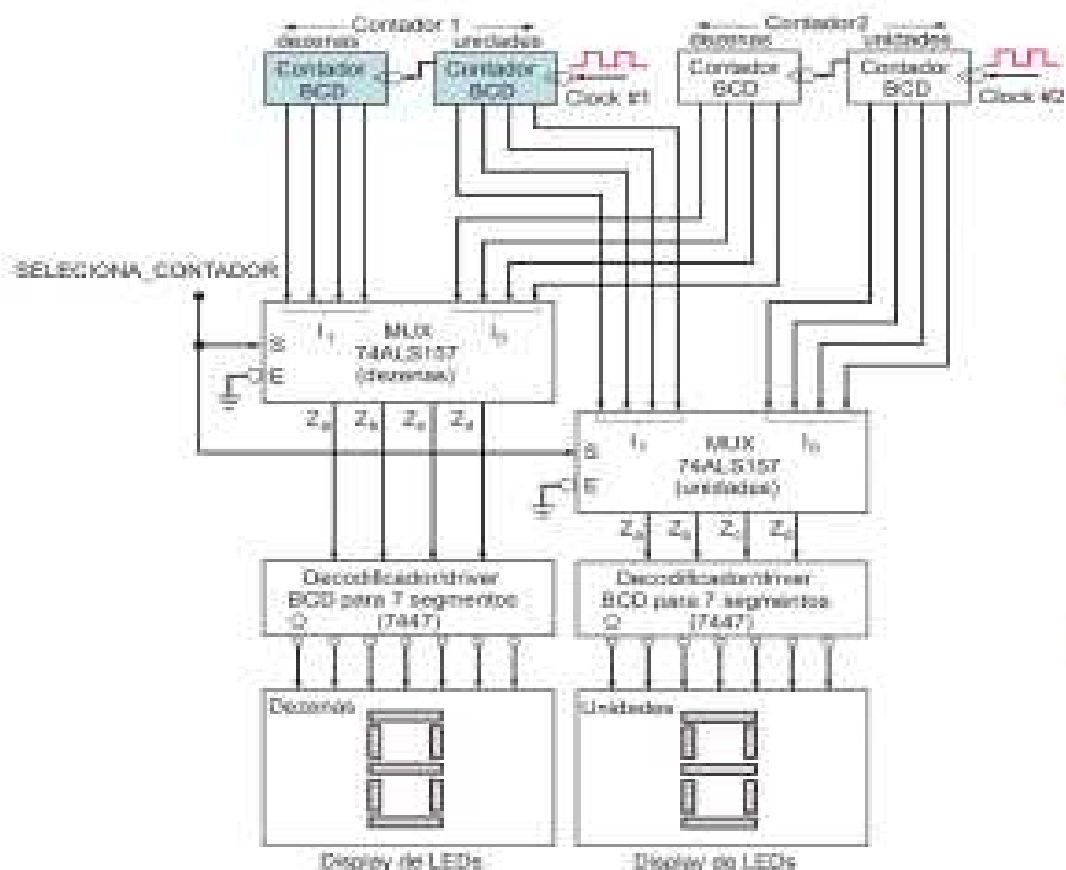 Contador 1
dezenas
unidades
Contador
BCD
Contador
BCD
Clock #1
Contador2
dezenas
unidades
Contador
BCD
Contador
BCD
Clock #2
SELECIONA_CONTADOR
I1
MUX
I0
S
74ALS157
E
(dezenas)
Za Zb Zc Zd
I1
MUX
I0
S
74ALS157
E
(unidades)
Za Zb Zc Zd
Decodificador/driver
BCD para 7 segmentos
(7447)
Decodificador/driver
BCD para 7 segmentos
(7447)
Dezenas
Unidades
Display de LEDs
Display de LEDs